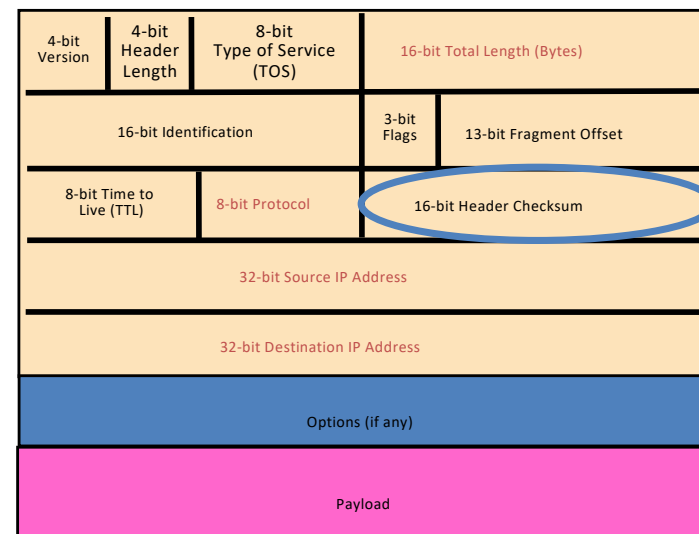 4-bit
Version
4-bit
Header
Length
8-bit
Type of Service
(TOS)
16-bit Total Length (Bytes)
16-bit Identification
3-bit
Flags
13-bit Fragment Offset
8-bit Time to
Live (TTL)
8-bit Protocol
16-bit Header Checksum
32-bit Source IP Address
32-bit Destination IP Address
Options (if any)
Payload